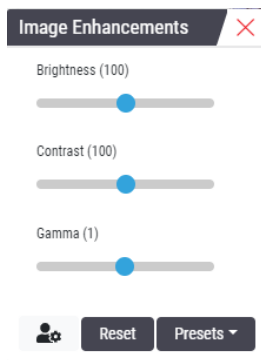 Image Enhancements
Brightness (100)
Contrast (100)
Gamma (1)
Reset Presets